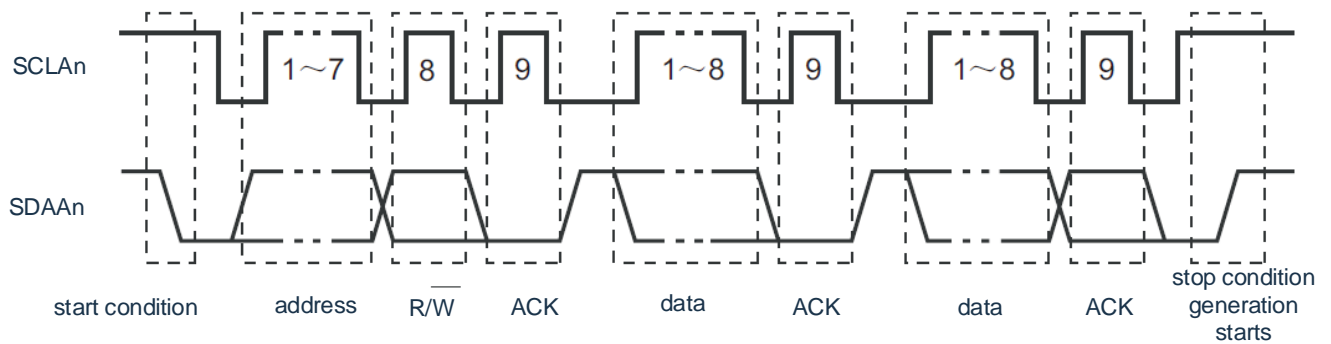 SCLAn
1～7
8
9
1～8
9
1～8
9
SDAAn
start condition
address
R/W̅
ACK
data
ACK
data
ACK
stop condition
generation
starts